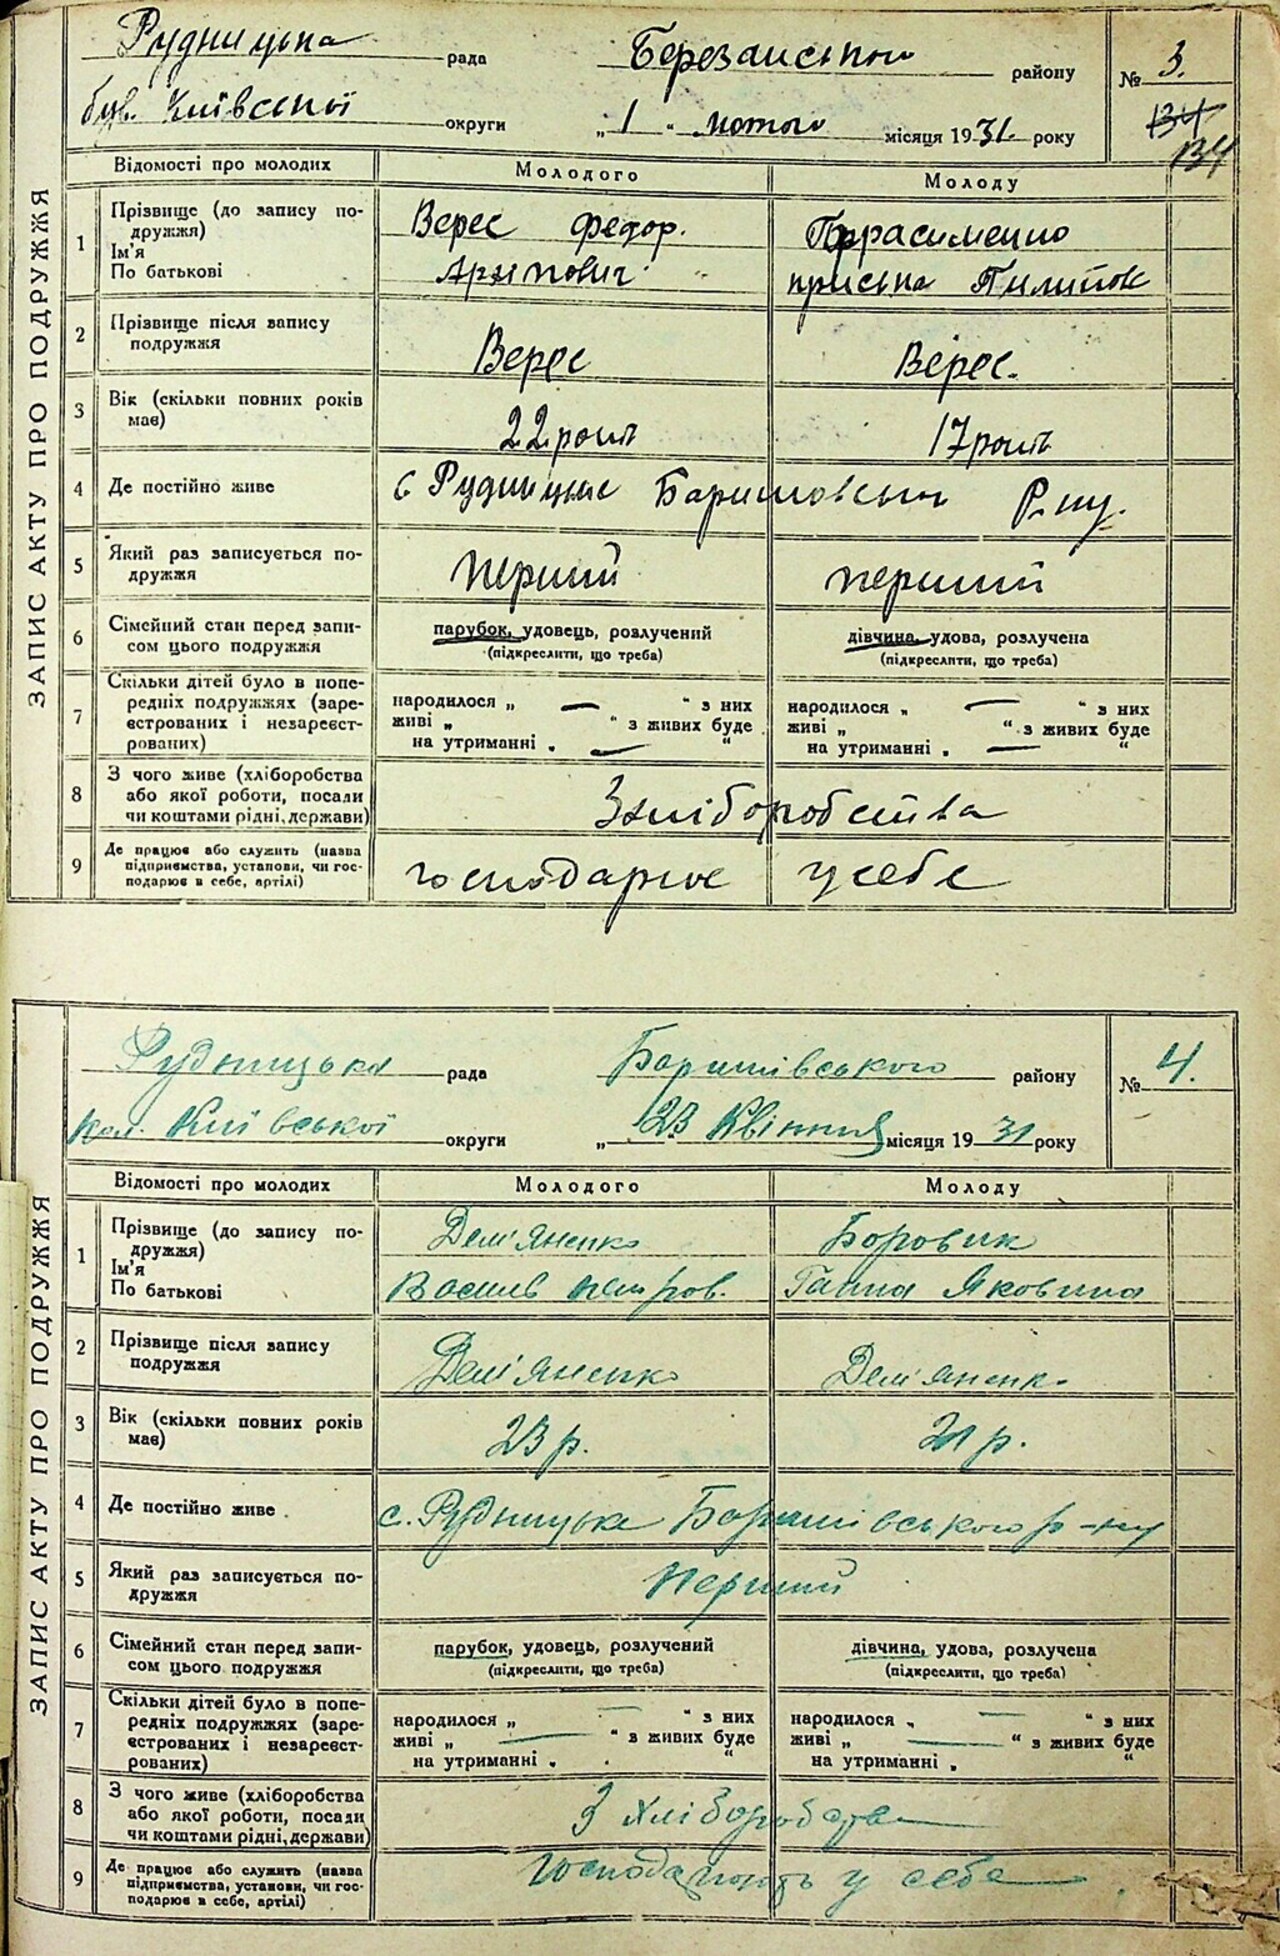 ЗАПИС АКТУ ПРО ПОДРУЖЖЯ
Рудницька рада Березанського району № 3.
був. Київської округи „1“ лютого місяця 1931. року 134
134
Відомості про молодих Молодого Молоду
1 Прізвище (до запису подружжя) Верес Федор. Герасименко
Ім'я
По батькові Архипович Приська Пилипов
2 Прізвище після запису подружжя Верес Верес.
3 Вік (скільки повних років має) 22 роки 17 роки
4 Де постійно живе с Рудницьке Баришовськ Р-ну.
5 Який раз записується подружжя перший перший
6 Сімейний стан перед записом цього подружжя парубок, удовець, розлучений дівчина, удова, розлучена
(підкреслити, що треба) (підкреслити, що треба)
7 Скільки дітей було в попередніх подружжях (зареєстрованих і незареєстрованих) народилося „ — “ з них народилося „ — “ з них
живі „ “ з живих буде живі „ “ з живих буде
на утриманні „ — “ на утриманні „ — “
8 З чого живе (хліборобства або якої роботи, посади чи коштами рідні, держави) З хліборобства
9 Де працює або служить (назва підприємства, установи, чи господарює в себе, артілі) господарює у себе
ЗАПИС АКТУ ПРО ПОДРУЖЖЯ
Рудницька рада Баришівського району № 4.
кол. Київської округи „ 23 Квітня місяця 1931 року
Відомості про молодих Молодого Молоду
1 Прізвище (до запису подружжя) Дем'яненко Боровик
Ім'я
По батькові Василь Петров. Ганна Яковина
2 Прізвище після запису подружжя Дем'яненко Дем'яненко
3 Вік (скільки повних років має) 23 р. 21 р.
4 Де постійно живе с. Рудницьке Баришівського р-ну
5 Який раз записується подружжя перший
6 Сімейний стан перед записом цього подружжя парубок, удовець, розлучений дівчина, удова, розлучена
(підкреслити, що треба) (підкреслити, що треба)
7 Скільки дітей було в попередніх подружжях (зареєстрованих і незареєстрованих) народилося „ — “ з них народилося „ — “ з них
живі „ — “ з живих буде живі „ — “ з живих буде
на утриманні „ “ на утриманні „ “
8 З чого живе (хліборобства або якої роботи, посади чи коштами рідні, держави) З хліборобства
9 Де працює або служить (назва підприємства, установи, чи господарює в себе, артілі) господарюють у себе